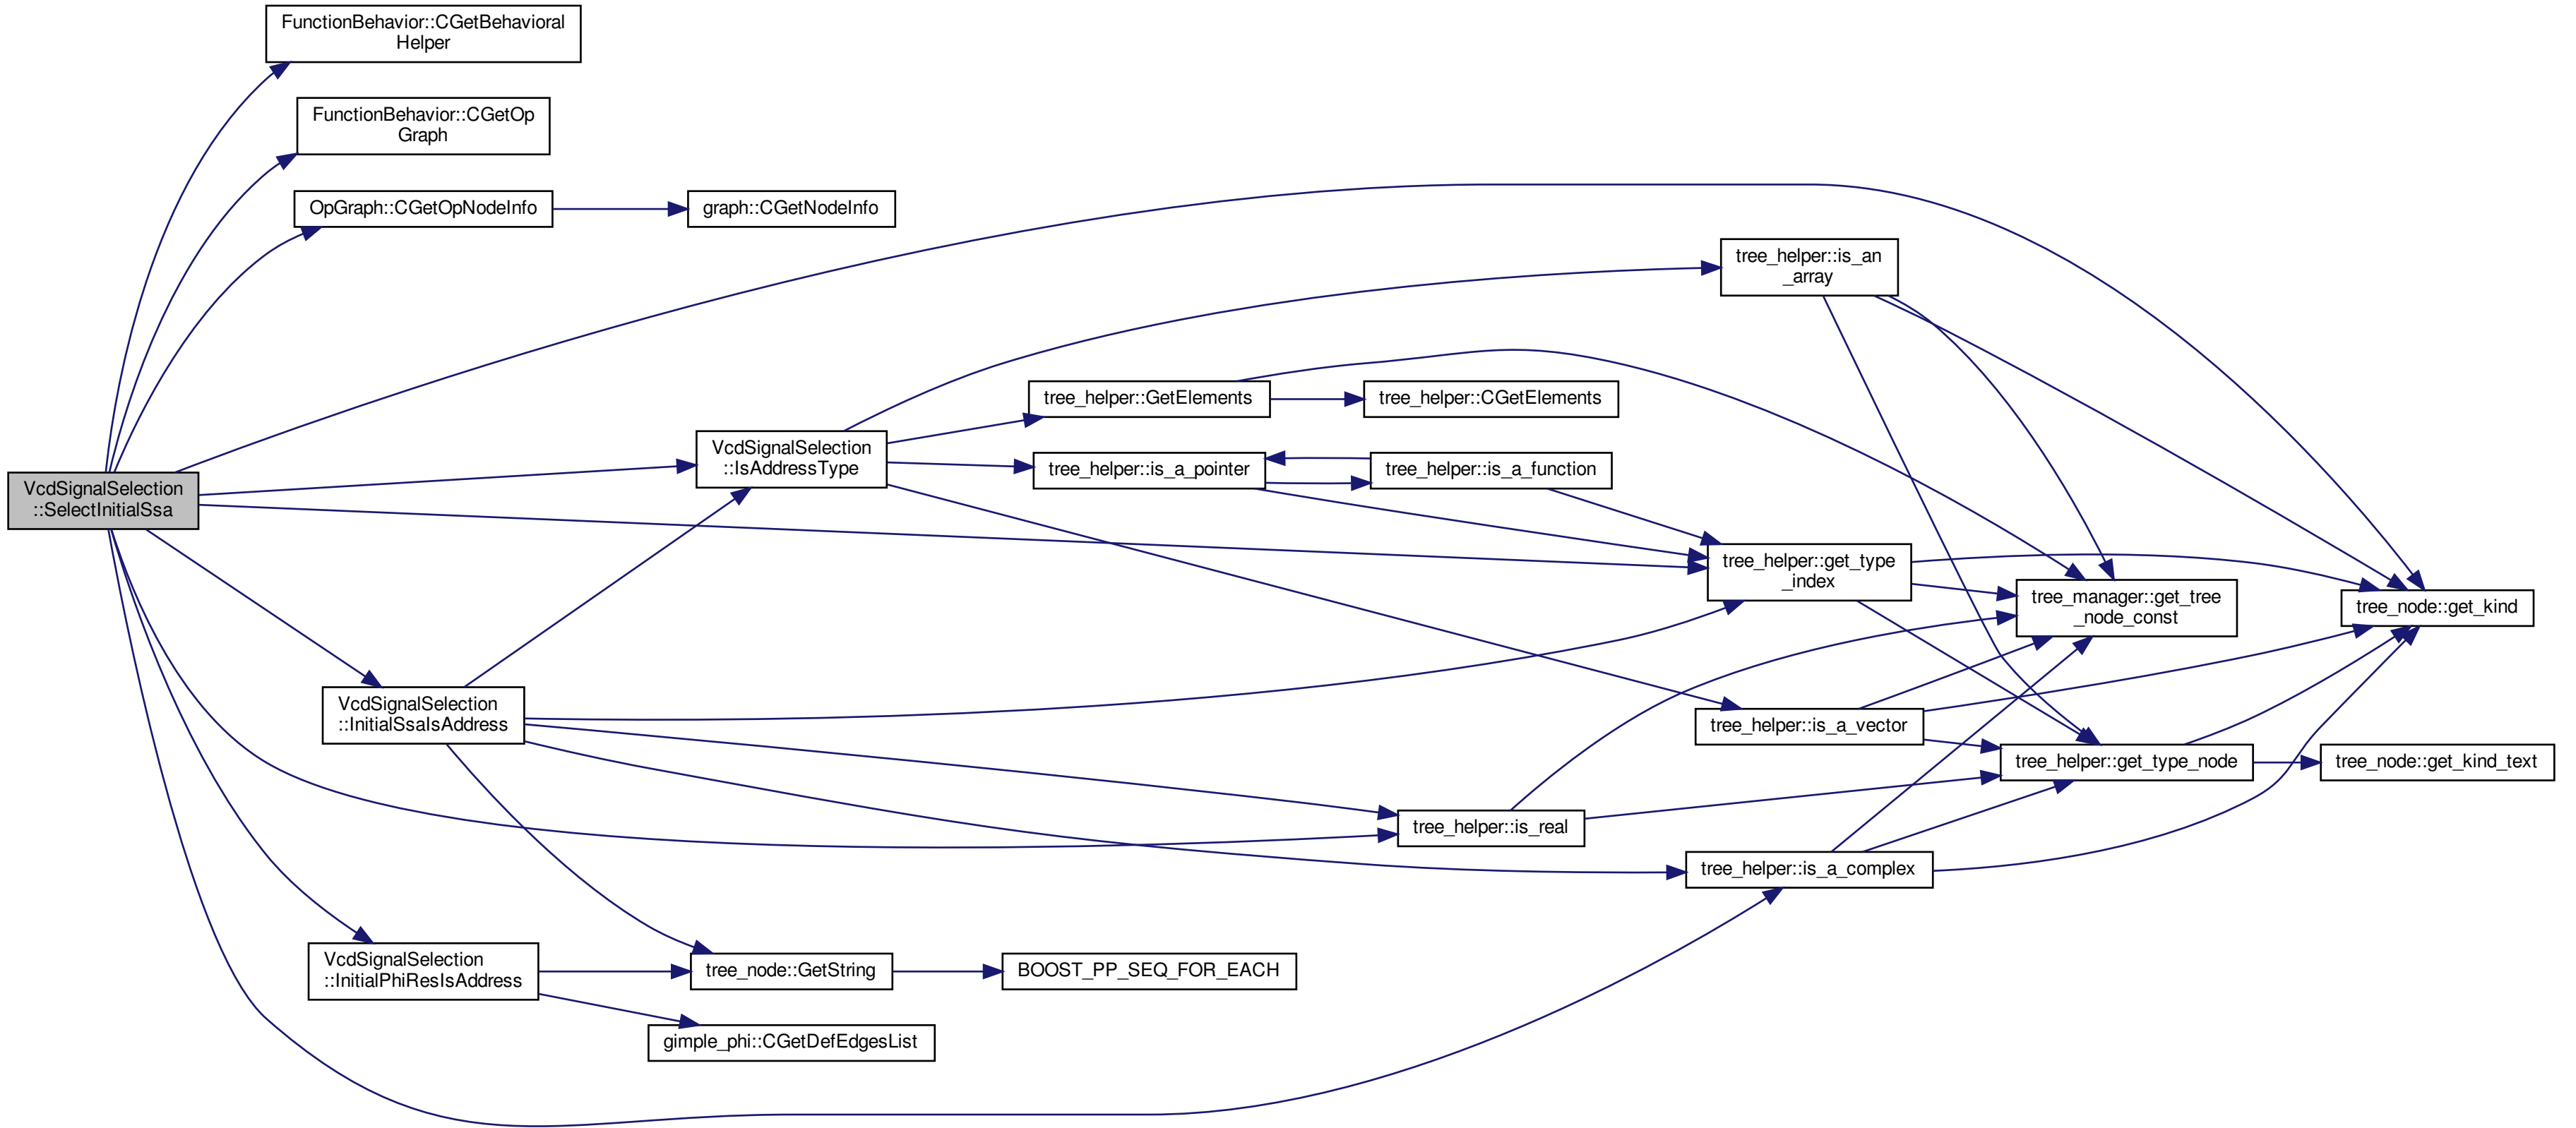 FunctionBehavior::CGetBehavioral
Helper
FunctionBehavior::CGetOp
Graph
OpGraph::CGetOpNodeInfo
graph::CGetNodeInfo
tree_helper::is_an
_array
tree_helper::GetElements
tree_helper::CGetElements
VcdSignalSelection
::IsAddressType
tree_helper::is_a_pointer
tree_helper::is_a_function
VcdSignalSelection
::SelectInitialSsa
tree_helper::get_type
_index
tree_manager::get_tree
_node_const
tree_node::get_kind
VcdSignalSelection
::InitialSsaIsAddress
tree_helper::is_a_vector
tree_helper::get_type_node
tree_node::get_kind_text
tree_helper::is_real
tree_helper::is_a_complex
VcdSignalSelection
::InitialPhiResIsAddress
tree_node::GetString
BOOST_PP_SEQ_FOR_EACH
gimple_phi::CGetDefEdgesList